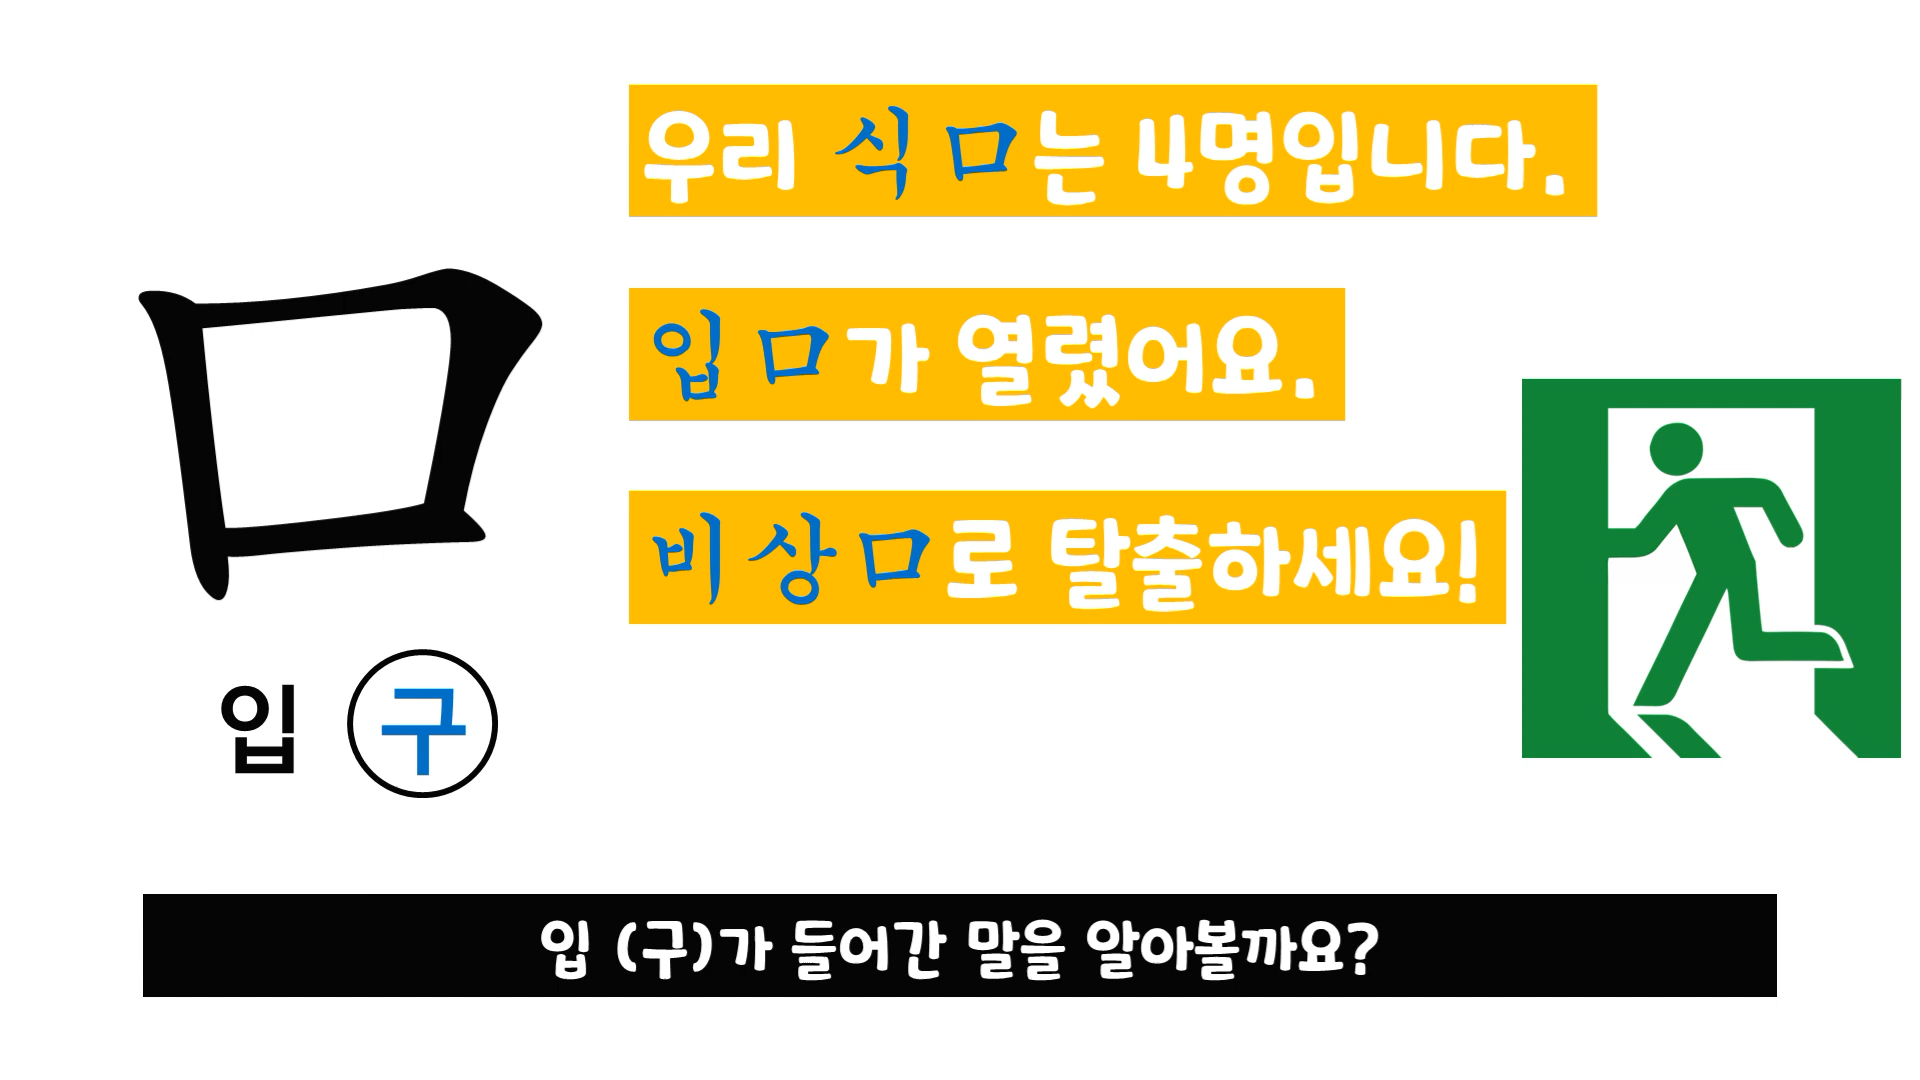 口
입 구
우리 식口는 4명입니다.
입口가 열렸어요.
비상口로 탈출하세요!
입 (구)가 들어간 말을 알아볼까요?